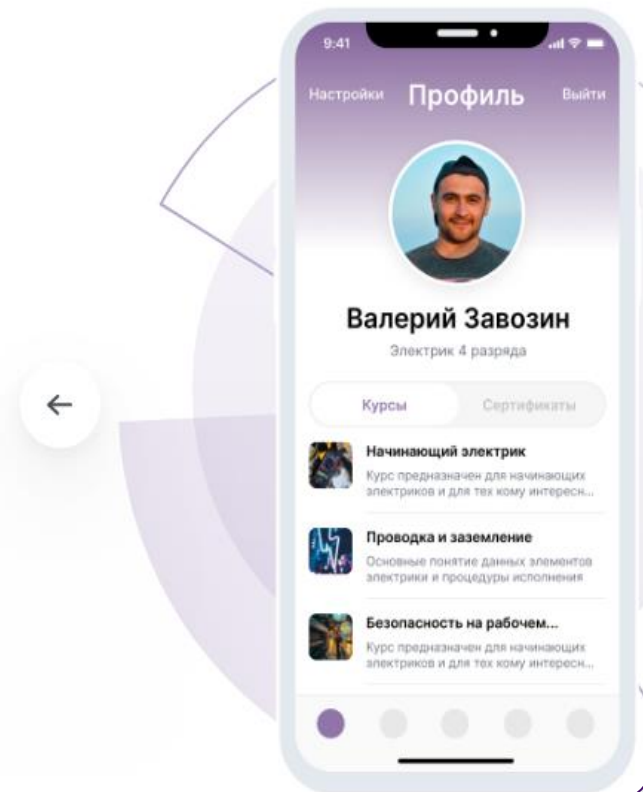 9:41
Настройки Профиль Выйти
Валерий Завозин
Электрик 4 разряда
Курсы Сертификаты
Начинающий электрик
Курс предназначен для начинающих
электриков и для тех кому интересн...
Проводка и заземление
Основные понятие данных элементов
электрики и процедуры исполнения
Безопасность на рабочем...
Курс предназначен для начинающих
электриков и для тех кому интересн...